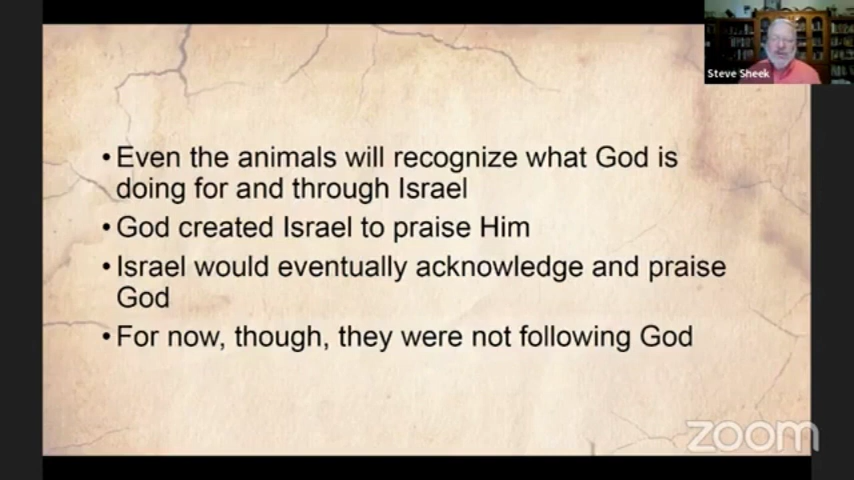 Steve Sheek
• Even the animals will recognize what God is
doing for and through Israel
• God created Israel to praise Him
• Israel would eventually acknowledge and praise
God
• For now, though, they were not following God
zoom